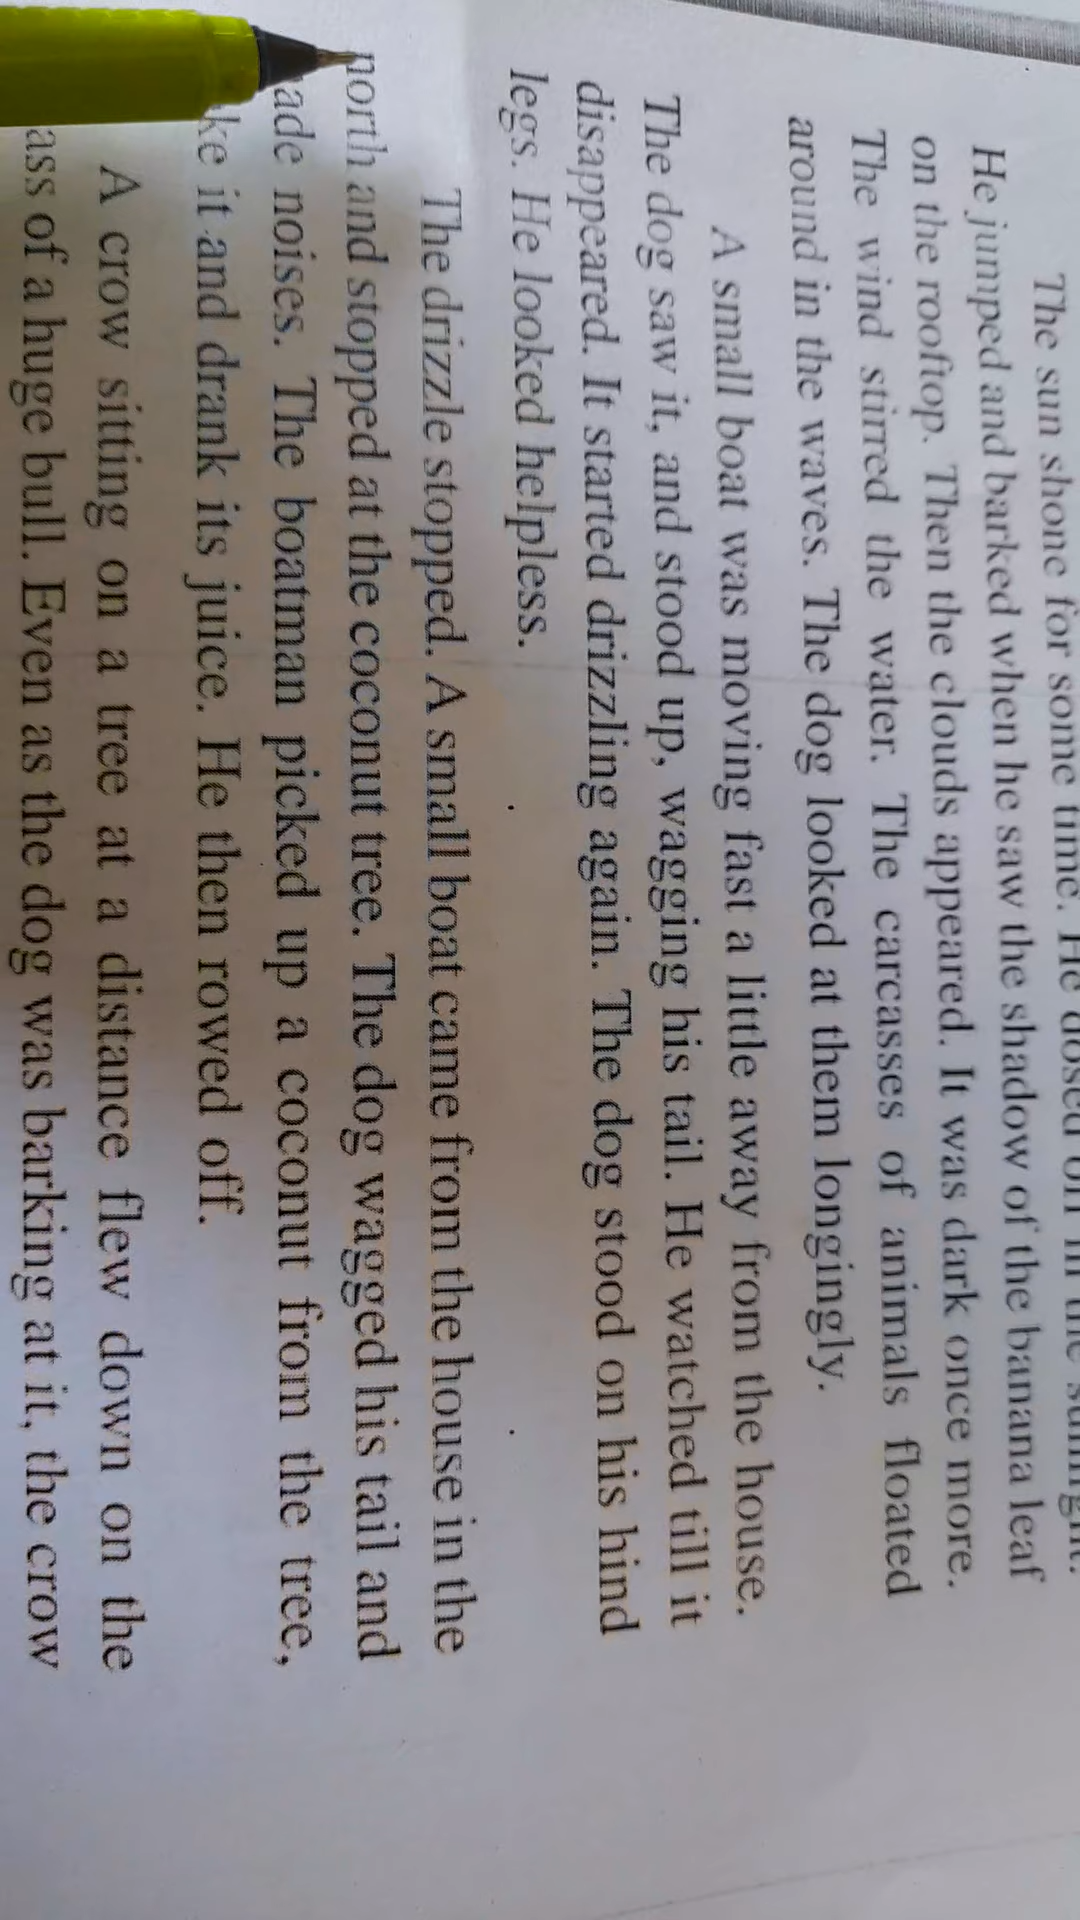 The sun shone for some time. He dosed off in the sunlight.
He jumped and barked when he saw the shadow of the banana leaf
on the rooftop. Then the clouds appeared. It was dark once more.
The wind stirred the water. The carcasses of animals floated
around in the waves. The dog looked at them longingly.
A small boat was moving fast a little away from the house.
The dog saw it, and stood up, wagging his tail. He watched till it
disappeared. It started drizzling again. The dog stood on his hind
legs. He looked helpless.
The drizzle stopped. A small boat came from the house in the
north and stopped at the coconut tree. The dog wagged his tail and
ade noises. The boatman picked up a coconut from the tree,
ke it and drank its juice. He then rowed off.
A crow sitting on a tree at a distance flew down on the
ass of a huge bull. Even as the dog was barking at it, the crow